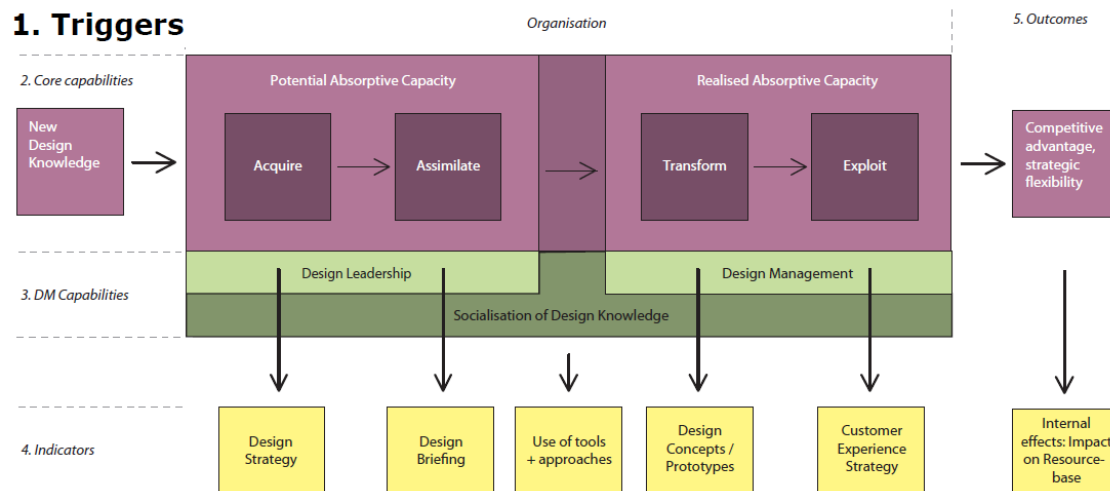 1. Triggers
Organisation
5. Outcomes
2. Core capabilities
Potential Absorptive Capacity
Realised Absorptive Capacity
New
Design
Knowledge
Acquire
Assimilate
Transform
Exploit
Competitive
advantage,
strategic
flexibility
Design Leadership
Design Management
3. DM Capabilities
Socialisation of Design Knowledge
4. Indicators
Design
Strategy
Design
Briefing
Use of tools
+ approaches
Design
Concepts /
Prototypes
Customer
Experience
Strategy
Internal
effects: Impact
on Resource-
base